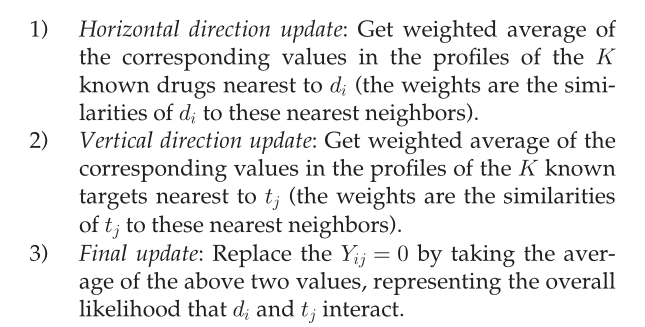 1) Horizontal direction update: Get weighted average of
the corresponding values in the profiles of the K
known drugs nearest to d_i (the weights are the simi-
larities of d_i to these nearest neighbors).
2) Vertical direction update: Get weighted average of the
corresponding values in the profiles of the K known
targets nearest to t_j (the weights are the similarities
of t_j to these nearest neighbors).
3) Final update: Replace the Y_ij = 0 by taking the aver-
age of the above two values, representing the overall
likelihood that d_i and t_j interact.